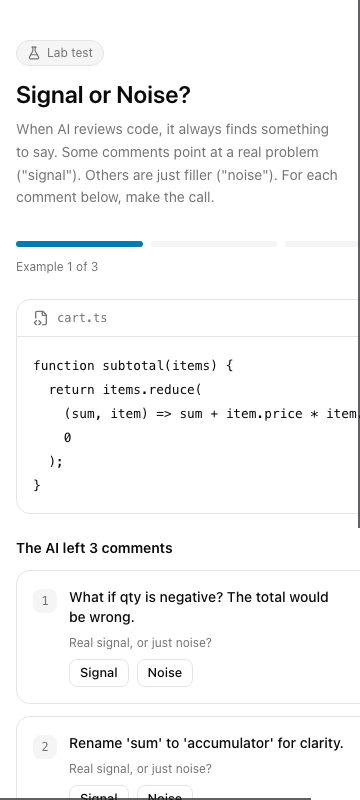 Lab test
Signal or Noise?
When AI reviews code, it always finds something
to say. Some comments point at a real problem
("signal"). Others are just filler ("noise"). For each
comment below, make the call.
Example 1 of 3
cart.ts
function subtotal(items) {
  return items.reduce(
    (sum, item) => sum + item.price * item
    0
  );
}
The AI left 3 comments
1
What if qty is negative? The total would
be wrong.
Real signal, or just noise?
Signal Noise
2
Rename 'sum' to 'accumulator' for clarity.
Real signal, or just noise?
Signal Noise